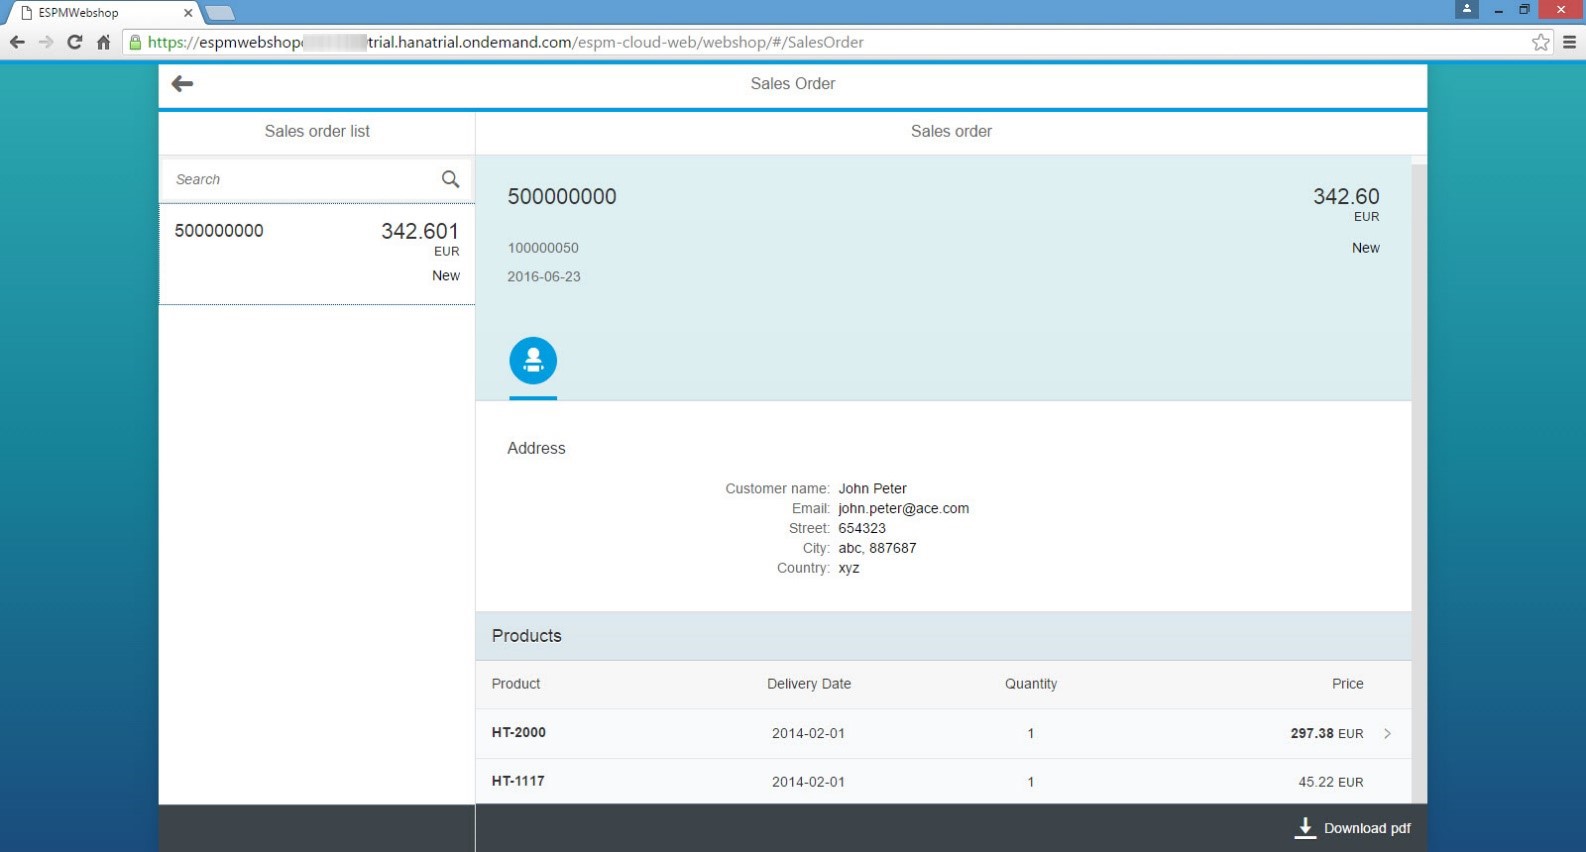 ESPMWebshop
https://espmwebshop trial.hanatrial.ondemand.com/espm-cloud-web/webshop/#/SalesOrder
Sales Order
Sales order list
Sales order
Search
500000000 342.601
EUR
New
500000000 342.60
EUR
100000050 New
2016-06-23
Address
Customer name: John Peter
Email: john.peter@ace.com
Street: 654323
City: abc, 887687
Country: xyz
Products
Product Delivery Date Quantity Price
HT-2000 2014-02-01 1 297.38 EUR
HT-1117 2014-02-01 1 45.22 EUR
Download pdf